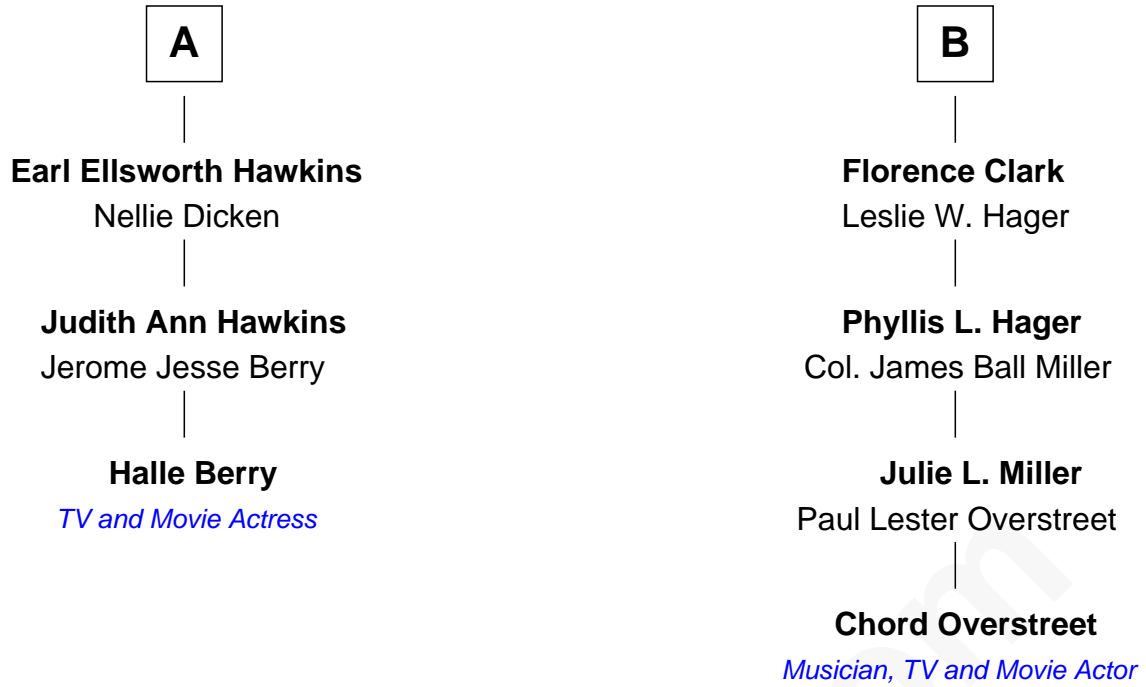 A
Earl Ellsworth Hawkins
Nellie Dicken
Judith Ann Hawkins
Jerome Jesse Berry
Halle Berry
TV and Movie Actress
B
Florence Clark
Leslie W. Hager
Phyllis L. Hager
Col. James Ball Miller
Julie L. Miller
Paul Lester Overstreet
Chord Overstreet
Musician, TV and Movie Actor